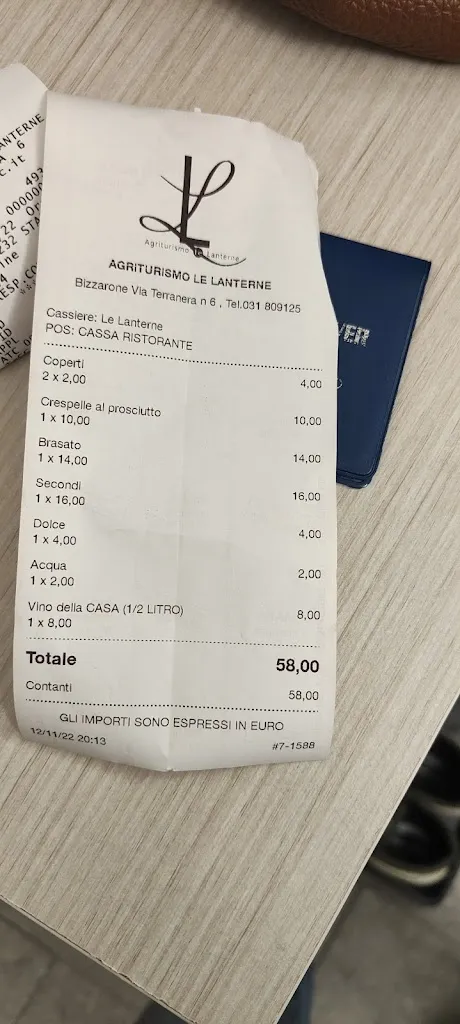 Agriturismo Le Lanterne
AGRITURISMO LE LANTERNE
Bizzarone Via Terranera n 6 , Tel.031 809125
Cassiere: Le Lanterne
POS: CASSA RISTORANTE
Coperti
2 x 2,00 4,00
Crespelle al prosciutto
1 x 10,00 10,00
Brasato
1 x 14,00 14,00
Secondi
1 x 16,00 16,00
Dolce
1 x 4,00 4,00
Acqua
1 x 2,00 2,00
Vino della CASA (1/2 LITRO)
1 x 8,00 8,00
Totale 58,00
Contanti 58,00
GLI IMPORTI SONO ESPRESSI IN EURO
12/11/22 20:13 #7-1588